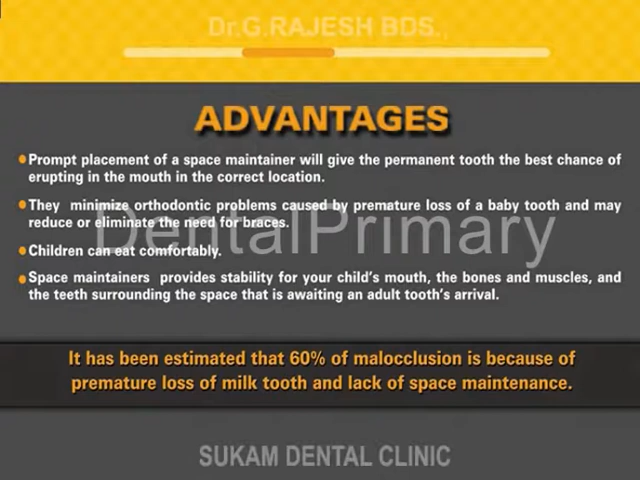 Dr.G.RAJESH BDS.,
ADVANTAGES
Prompt placement of a space maintainer will give the permanent tooth the best chance of
erupting in the mouth in the correct location.
They minimize orthodontic problems caused by premature loss of a baby tooth and may
reduce or eliminate the need for braces.
DentalPrimary
Children can eat comfortably.
Space maintainers provides stability for your child's mouth, the bones and muscles, and
the teeth surrounding the space that is awaiting an adult tooth's arrival.
It has been estimated that 60% of malocclusion is because of
premature loss of milk tooth and lack of space maintenance.
SUKAM DENTAL CLINIC